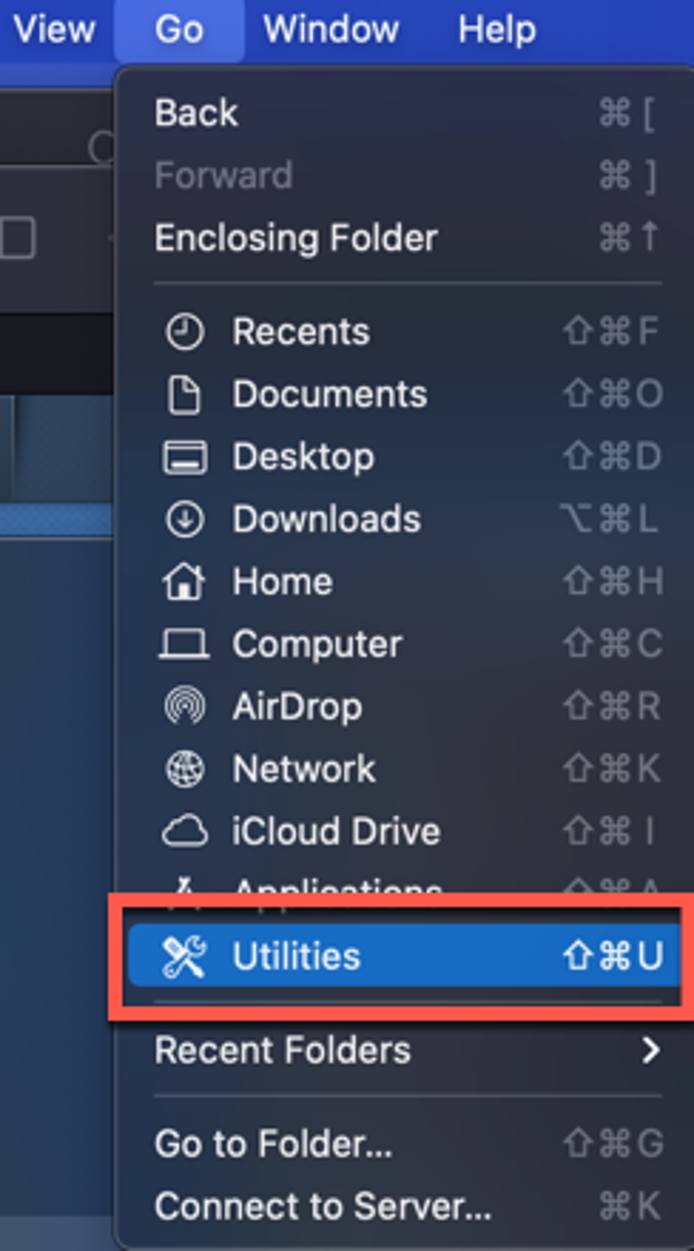 View Go Window Help
Back ⌘ [
Forward ⌘ ]
Enclosing Folder ⌘↑
Recents ⇧⌘F
Documents ⇧⌘O
Desktop ⇧⌘D
Downloads ⌥⌘L
Home ⇧⌘H
Computer ⇧⌘C
AirDrop ⇧⌘R
Network ⇧⌘K
iCloud Drive ⇧⌘I
Applications ⇧⌘A
Utilities ⇧⌘U
Recent Folders
Go to Folder... ⇧⌘G
Connect to Server... ⌘K